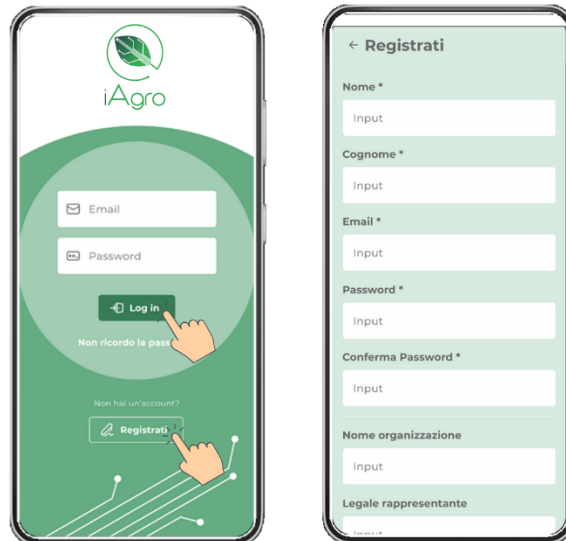 iAgro
Email
Password
Log in
Non ricordo la pass
Non hai un'account?
Registrati
← Registrati
Nome *
Input
Cognome *
Input
Email *
Input
Password *
Input
Conferma Password *
Input
Nome organizzazione
Input
Legale rappresentante
Input